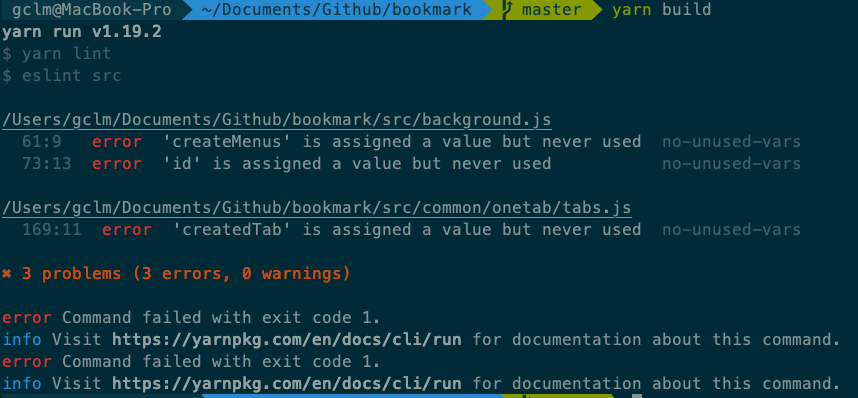 gclm@MacBook-Pro ~/Documents/Github/bookmark master yarn build
yarn run v1.19.2
$ yarn lint
$ eslint src
/Users/gclm/Documents/Github/bookmark/src/background.js
61:9 error 'createMenus' is assigned a value but never used no-unused-vars
73:13 error 'id' is assigned a value but never used no-unused-vars
/Users/gclm/Documents/Github/bookmark/src/common/onetab/tabs.js
169:11 error 'createdTab' is assigned a value but never used no-unused-vars
✖ 3 problems (3 errors, 0 warnings)
error Command failed with exit code 1.
info Visit https://yarnpkg.com/en/docs/cli/run for documentation about this command.
error Command failed with exit code 1.
info Visit https://yarnpkg.com/en/docs/cli/run for documentation about this command.